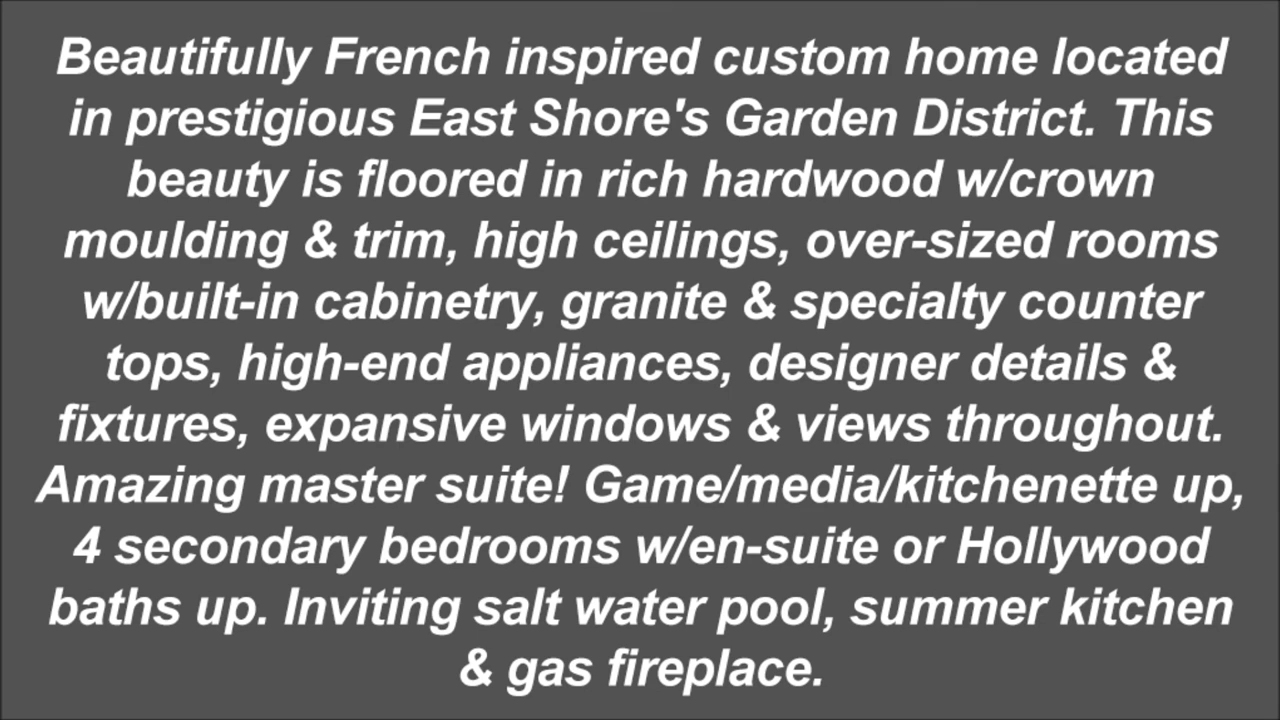 Beautifully French inspired custom home located
in prestigious East Shore's Garden District. This
beauty is floored in rich hardwood w/crown
moulding & trim, high ceilings, over-sized rooms
w/built-in cabinetry, granite & specialty counter
tops, high-end appliances, designer details &
fixtures, expansive windows & views throughout.
Amazing master suite! Game/media/kitchenette up,
4 secondary bedrooms w/en-suite or Hollywood
baths up. Inviting salt water pool, summer kitchen
& gas fireplace.